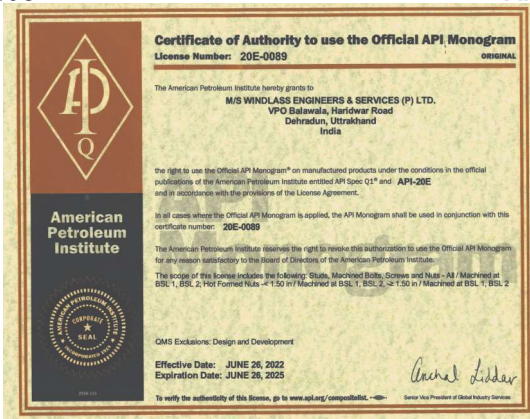 Certificate of Authority to use the Official API Monogram
License Number: 20E-0089
ORIGINAL
The American Petroleum Institute hereby grants to
M/S WINDLASS ENGINEERS & SERVICES (P) LTD.
VPO Balawala, Haridwar Road
Dehradun, Uttrakhand
India
the right to use the Official API Monogram® on manufactured products under the conditions in the official
publications of the American Petroleum Institute entitled API Spec Q1® and API-20E
and in accordance with the provisions of the License Agreement.
In all cases where the Official API Monogram is applied, the API Monogram shall be used in conjunction with this
certificate number: 20E-0089
The American Petroleum Institute reserves the right to revoke this authorization to use the Official API Monogram
for any reason satisfactory to the Board of Directors of the American Petroleum Institute.
The scope of this license includes the following: Studs, Machined Bolts, Screws and Nuts - All / Machined at
BSL 1, BSL 2; Hot Formed Nuts -< 1.50 in / Machined at BSL 1, BSL 2, -≥ 1.50 in / Machined at BSL 1, BSL 2
QMS Exclusions: Design and Development
Effective Date: JUNE 26, 2022
Expiration Date: JUNE 26, 2025
To verify the authenticity of this license, go to www.api.org/compositelist.
Anchal Liddar
Senior Vice President of Global Industry Services
API
Q
American
Petroleum
Institute
AMERICAN PETROLEUM INSTITUTE
CORPORATE
SEAL
INCORPORATED